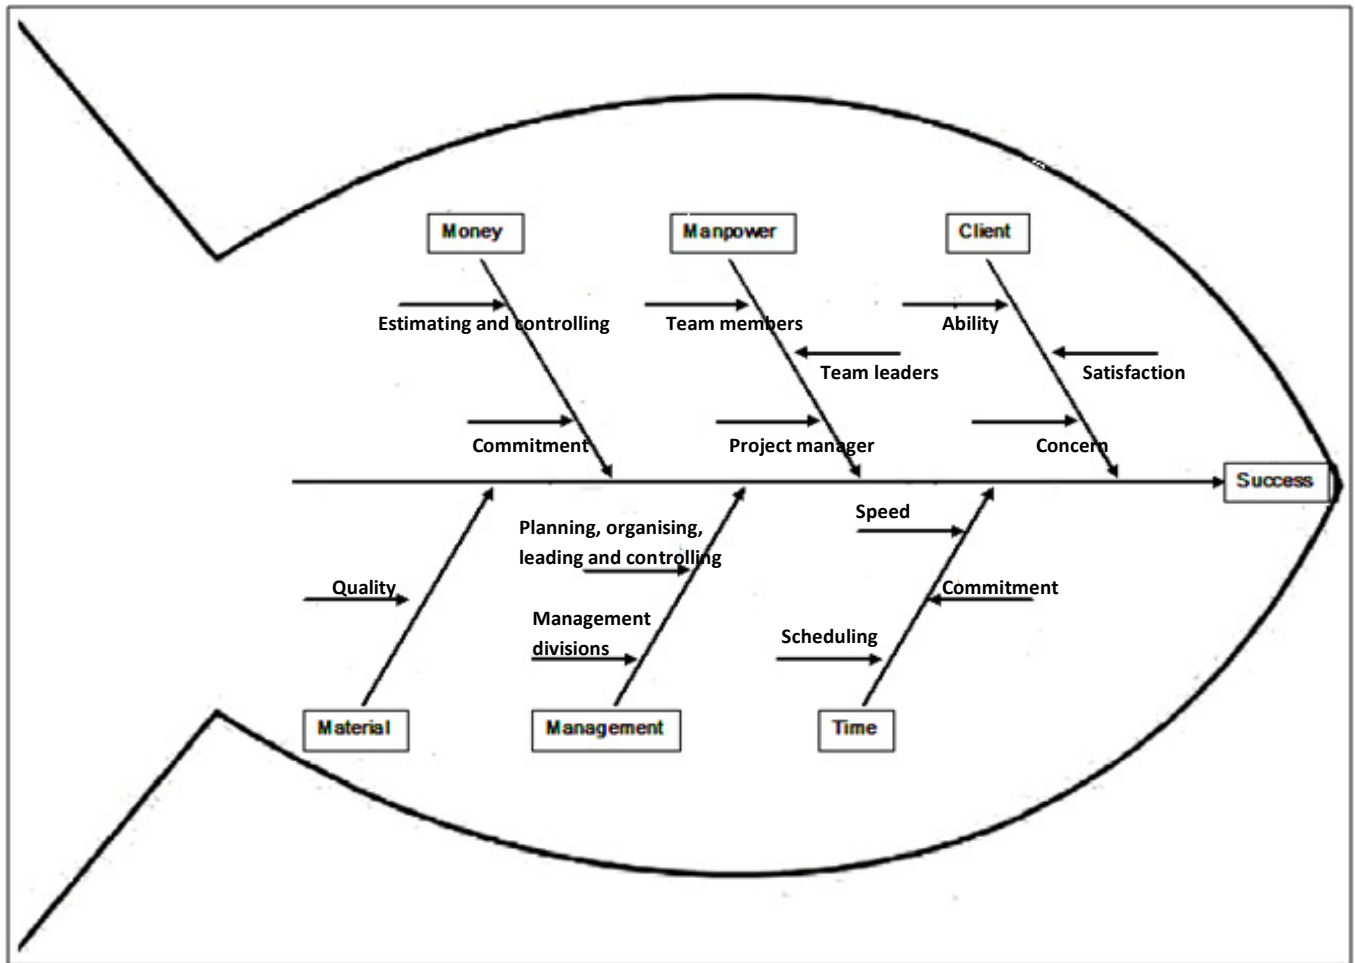 Money
Manpower
Client
Estimating and controlling
Team members
Ability
Team leaders
Satisfaction
Commitment
Project manager
Concern
Success
Speed
Planning, organising,
leading and controlling
Quality
Commitment
Management
divisions
Scheduling
Material
Management
Time